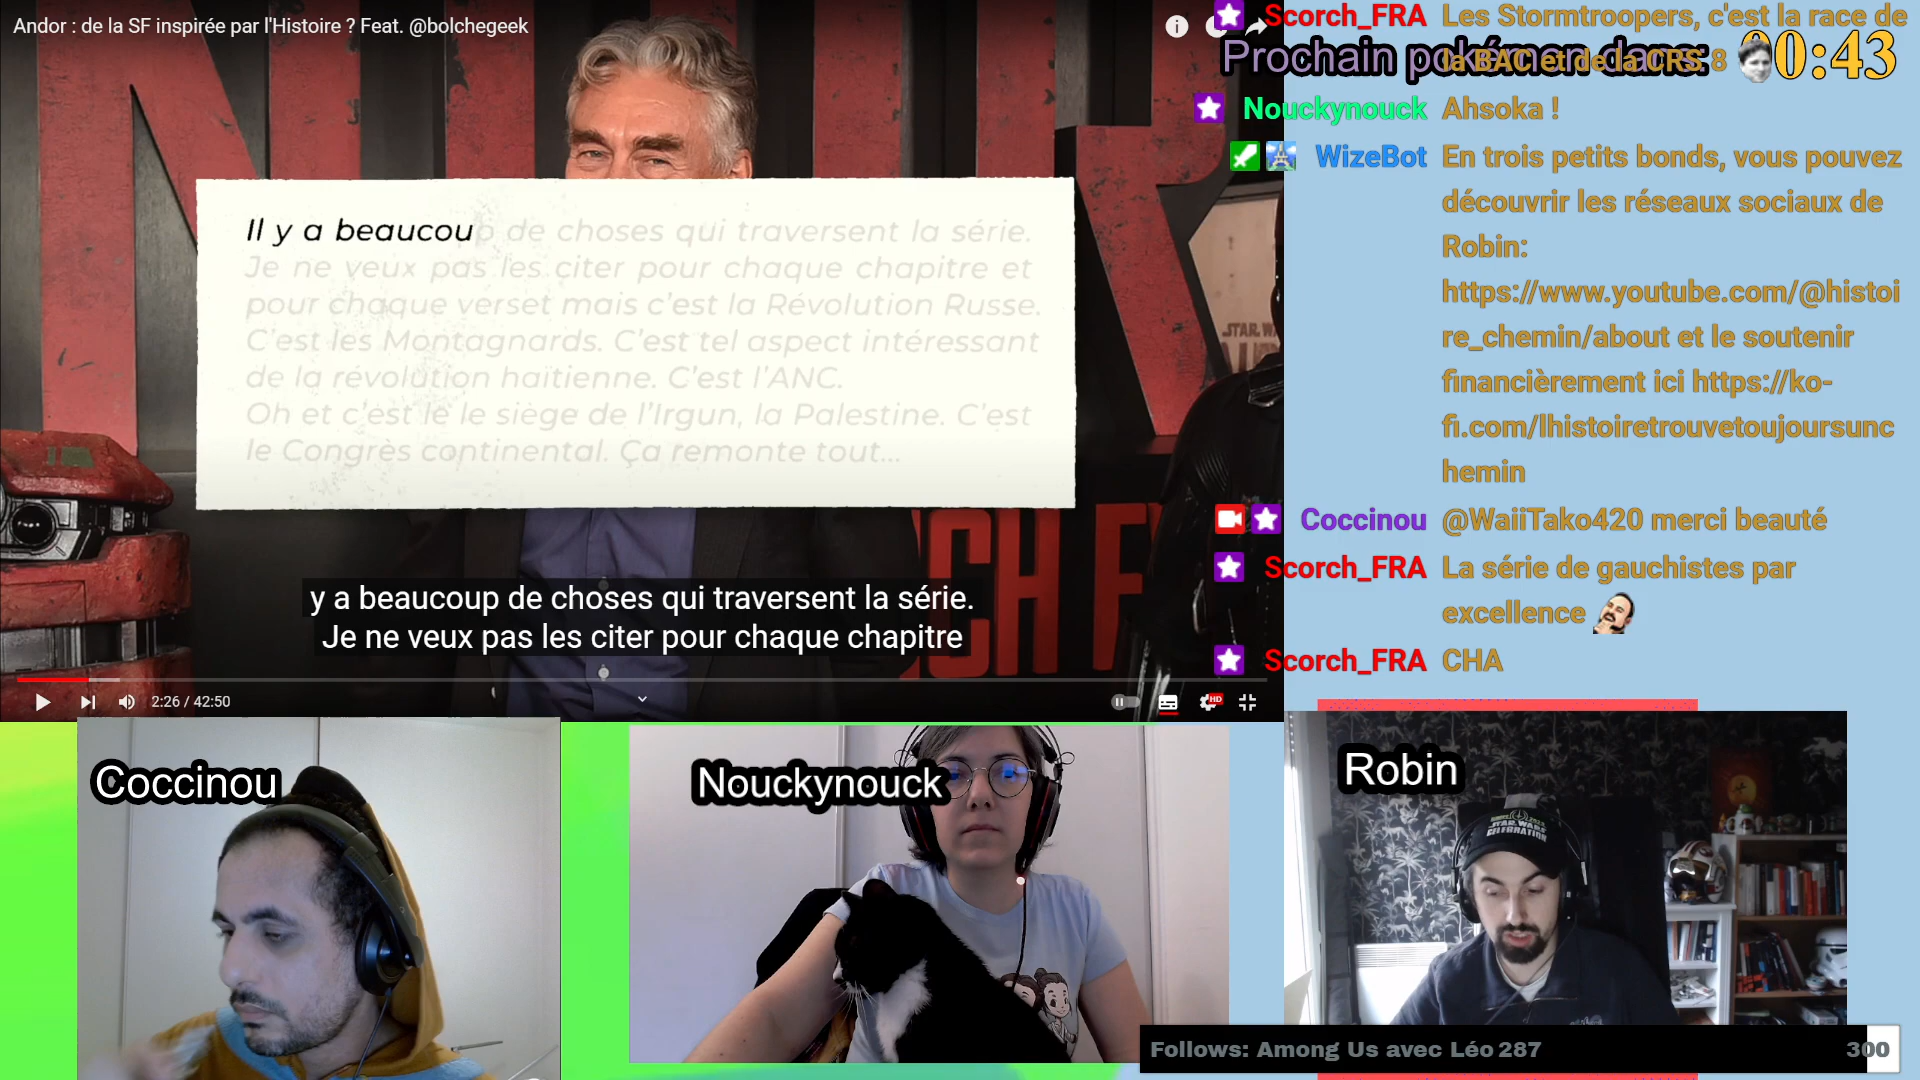 Andor : de la SF inspirée par l'Histoire ? Feat. @bolchegeek
Il y a beaucoup de choses qui traversent la série.
Je ne veux pas les citer pour chaque chapitre et
pour chaque verset mais c'est la Révolution Russe.
C'est les Montagnards. C'est tel aspect intéressant
de la révolution haïtienne. C'est l'ANC.
Oh et c'est le le siège de l'Irgun, la Palestine. C'est
le Congrès continental. Ça remonte tout...
y a beaucoup de choses qui traversent la série.
Je ne veux pas les citer pour chaque chapitre
2:26 / 42:50
HD
Scorch_FRA Les Stormtroopers, c'est la race de
la BAC et de la CRS 8
Prochain pokémon dans: 00:43
Nouckynouck Ahsoka !
WizeBot En trois petits bonds, vous pouvez
découvrir les réseaux sociaux de
Robin:
https://www.youtube.com/@histoi
re_chemin/about et le soutenir
financièrement ici https://ko-
fi.com/lhistoiretrouvetoujoursunc
hemin
Coccinou @WaiiTako420 merci beauté
Scorch_FRA La série de gauchistes par
excellence
Scorch_FRA CHA
Coccinou
Nouckynouck
Robin
STAR WARS
CELEBRATION
Follows: Among Us avec Léo 287
300